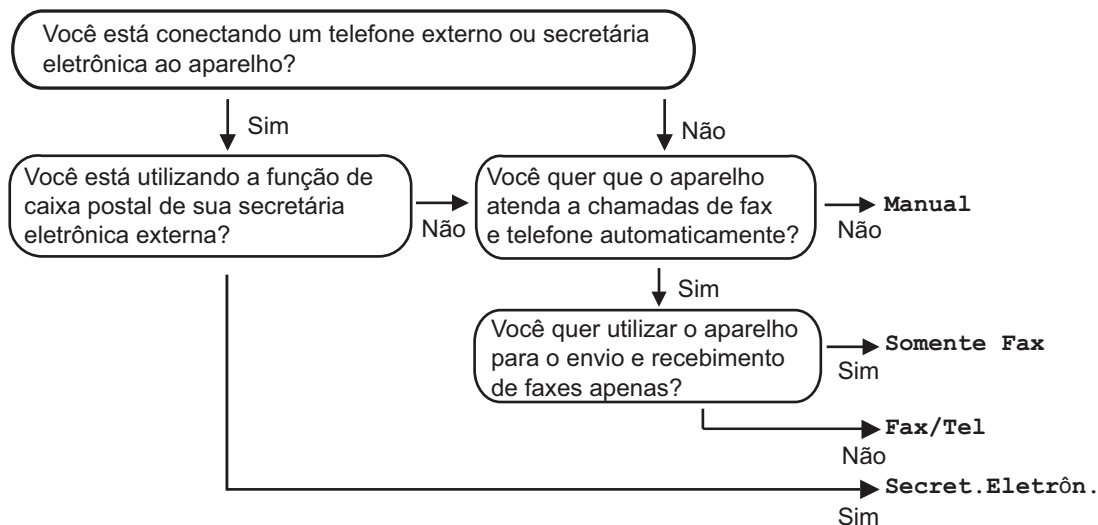 Você está conectando um telefone externo ou secretária
eletrônica ao aparelho?
Sim
Não
Você está utilizando a função de
caixa postal de sua secretária
eletrônica externa?
Não
Você quer que o aparelho
atenda a chamadas de fax
e telefone automaticamente?
Manual
Não
Sim
Você quer utilizar o aparelho
para o envio e recebimento
de faxes apenas?
Somente Fax
Sim
Fax/Tel
Não
Secret.Eletrôn.
Sim